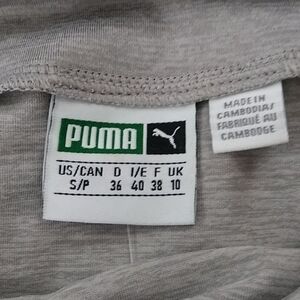 PUMA
US/CAN D I/E F UK
S/P 36 40 38 10
MADE IN
CAMBODIA/
FABRIQUÉ AU
CAMBODGE